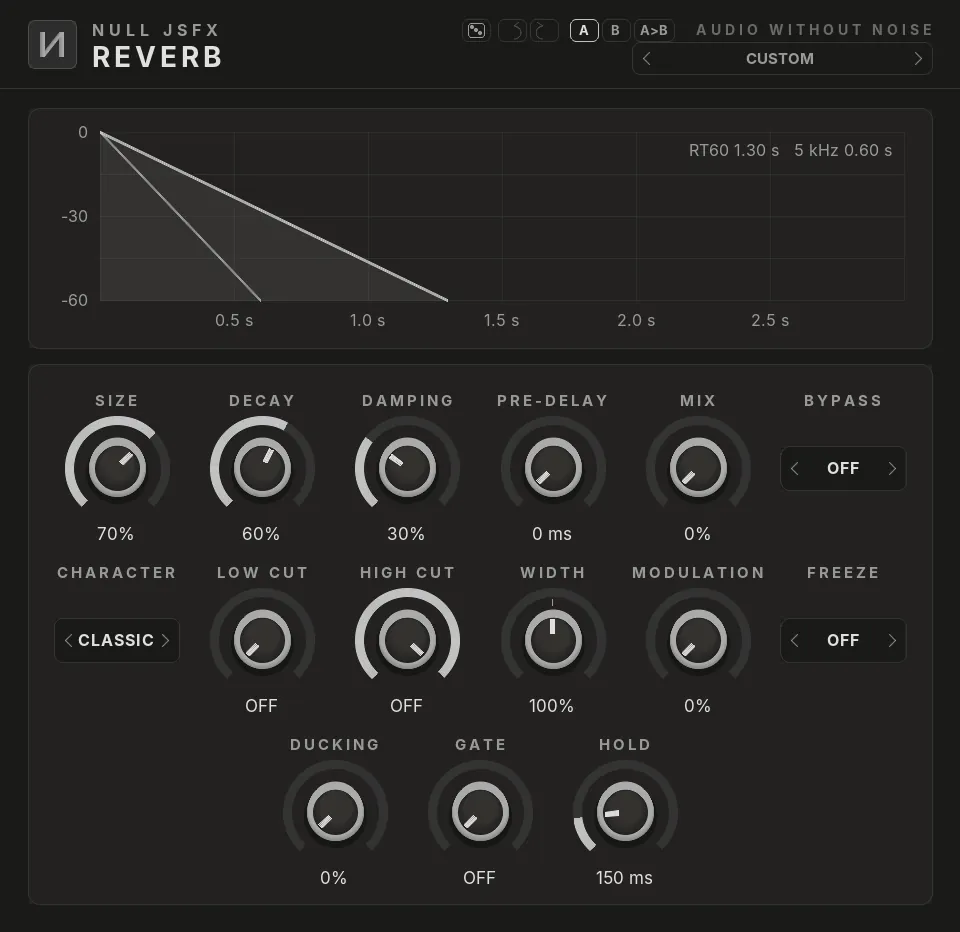 NULL JSFX
REVERB
A B A>B AUDIO WITHOUT NOISE
CUSTOM
RT60 1.30 s 5 kHz 0.60 s
0
-30
-60
0.5 s 1.0 s 1.5 s 2.0 s 2.5 s
SIZE DECAY DAMPING PRE-DELAY MIX BYPASS
OFF
70% 60% 30% 0 ms 0%
CHARACTER LOW CUT HIGH CUT WIDTH MODULATION FREEZE
CLASSIC OFF
OFF OFF 100% 0%
DUCKING GATE HOLD
0% OFF 150 ms